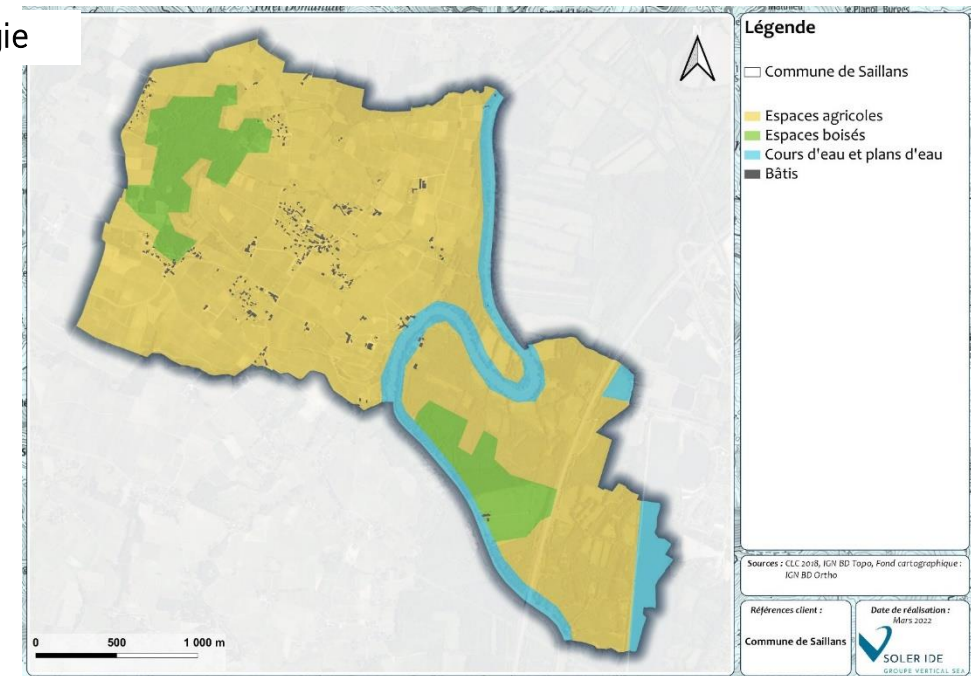 gie
Légende
Commune de Saillans
Espaces agricoles
Espaces boisés
Cours d'eau et plans d'eau
Bâtis
Sources : CLC 2018, IGN BD Topo, Fond cartographique :
IGN BD Ortho
Références client :
Commune de Saillans
Date de réalisation :
Mars 2022
SOLER IDE
GROUPE VERTICAL SEA
0 500 1 000 m